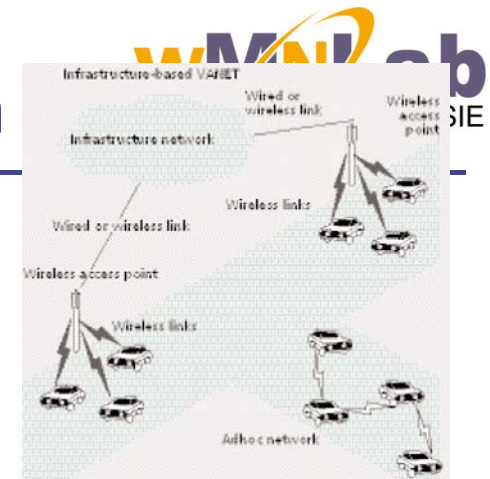 wMNLab
SIE
Infrastructure-based VANET
Wired or
wireless link
Wireless
access
point
Infrastructure network
Wireless links
Wired or wireless link
Wireless access point
Wireless links
Adhoc network